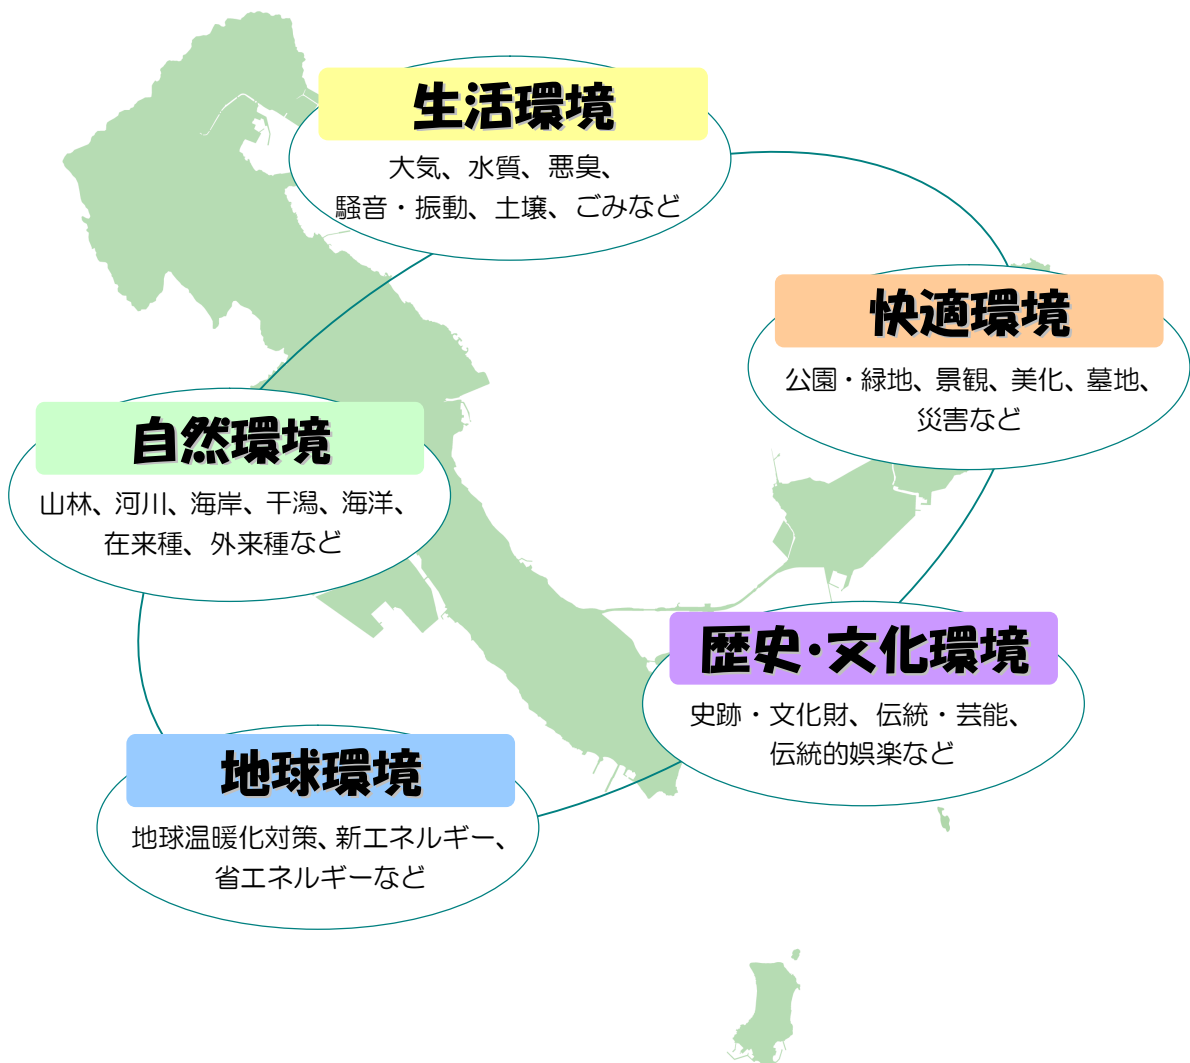 生活環境
大気、水質、悪臭、
騒音・振動、土壌、ごみなど
快適環境
公園・緑地、景観、美化、墓地、
災害など
自然環境
山林、河川、海岸、干潟、海洋、
在来種、外来種など
歴史・文化環境
史跡・文化財、伝統・芸能、
伝統的娯楽など
地球環境
地球温暖化対策、新エネルギー、
省エネルギーなど